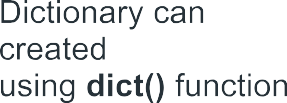 Dictionary can
created
using dict() function